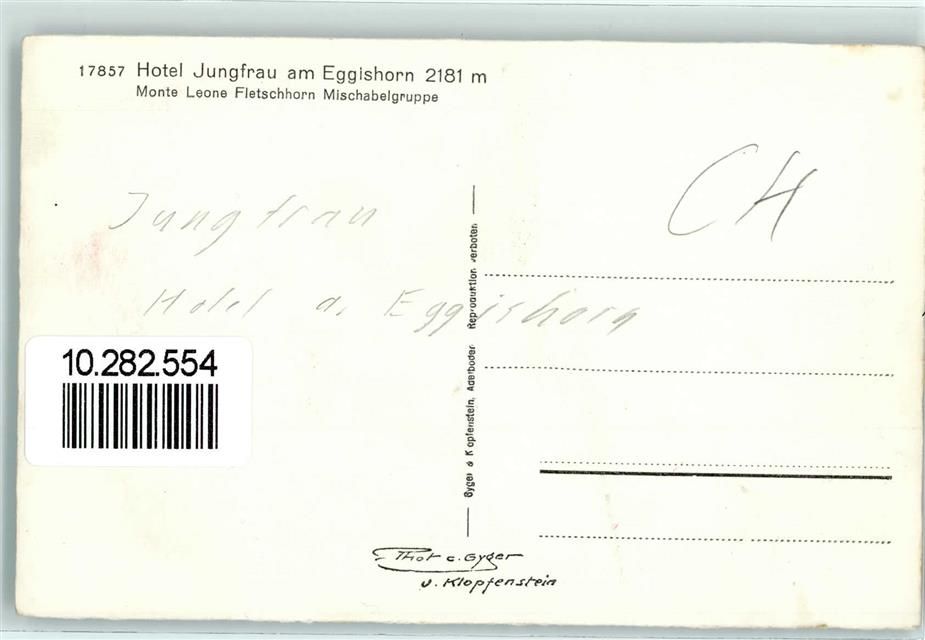 17857 Hotel Jungfrau am Eggishorn 2181 m
Monte Leone Fletschhorn Mischabelgruppe
CH
Jungfrau
Hotel a. Eggishorn
10.282.554
Gyger & Klopfenstein, Adelboden Reproduktion verboten
Phot c. Gyger
u. Klopfenstein